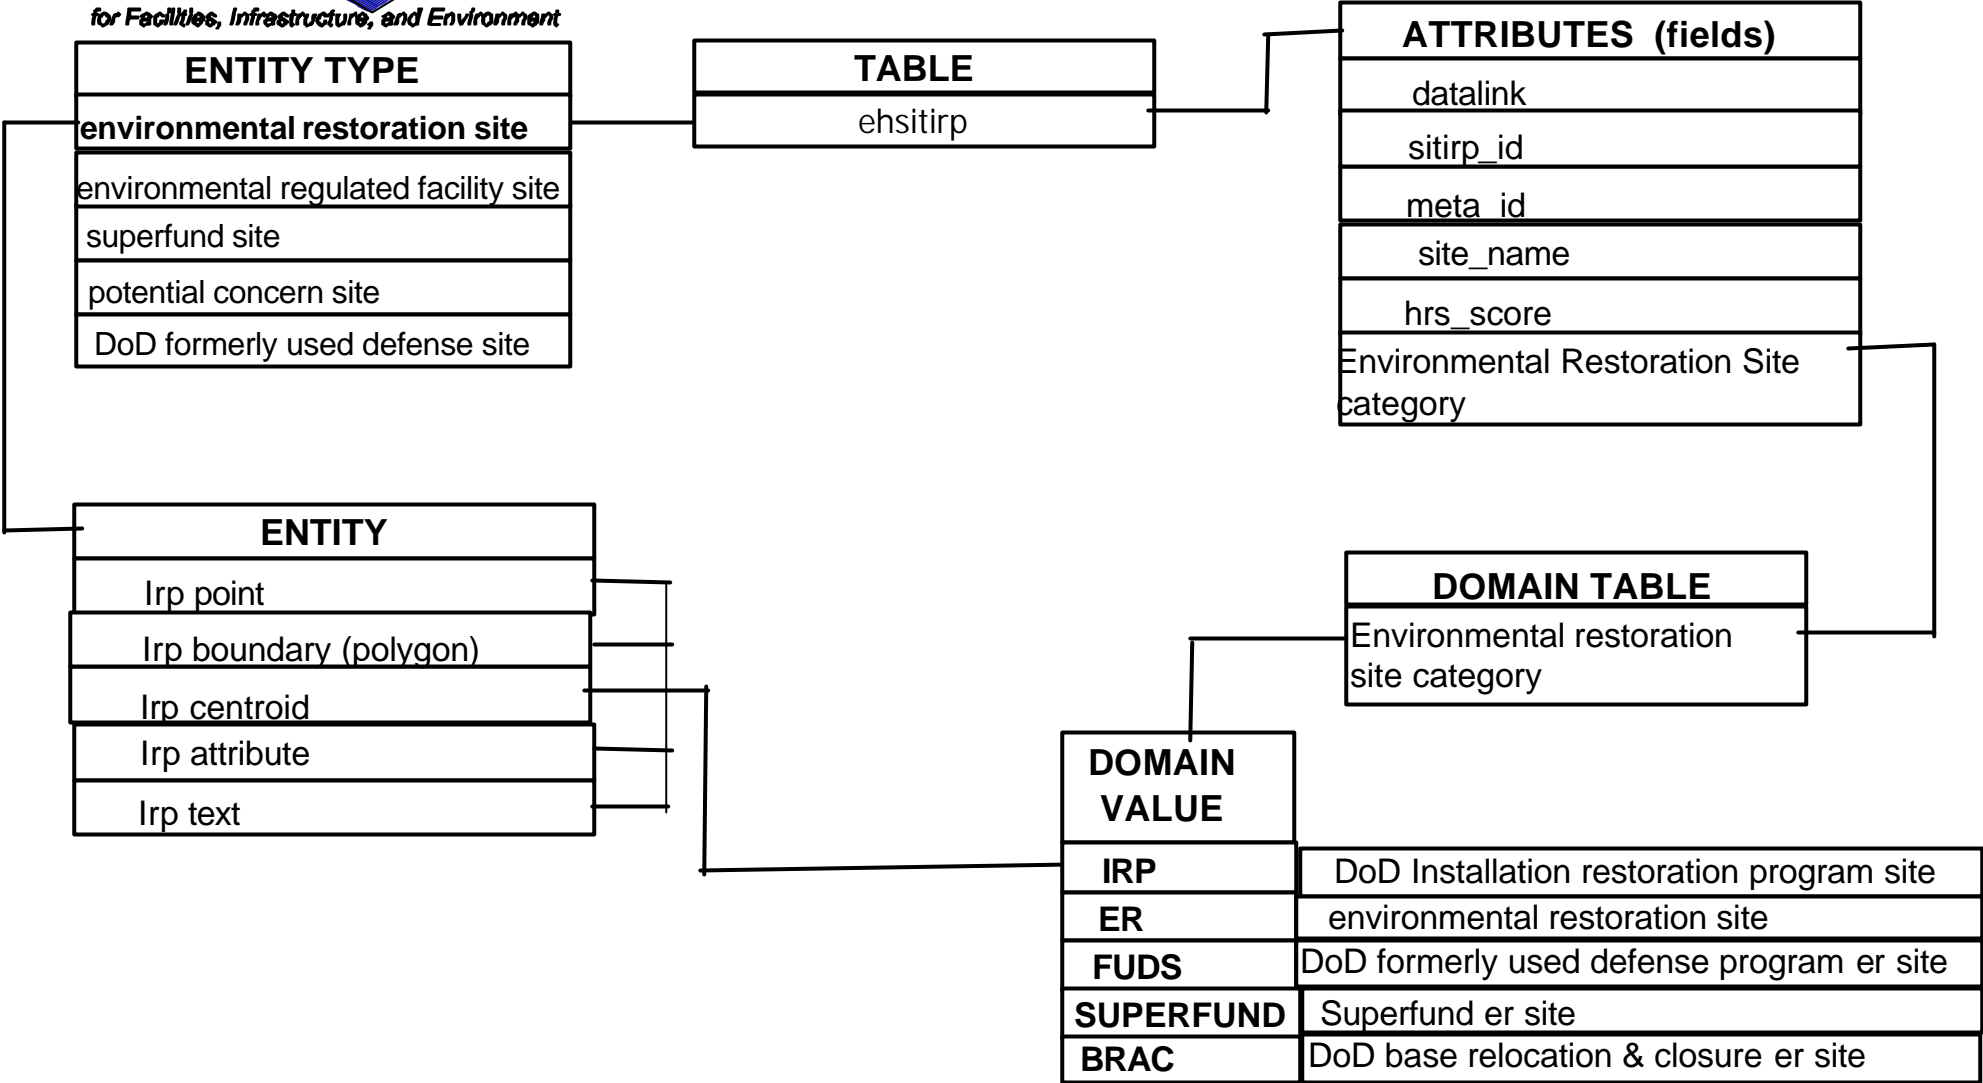 for Facilities, Infrastructure, and Environment
ENTITY TYPE
environmental restoration site
environmental regulated facility site
superfund site
potential concern site
DoD formerly used defense site
TABLE
ehsitirp
ATTRIBUTES (fields)
datalink
sitirp_id
meta_id
site_name
hrs_score
Environmental Restoration Site
category
ENTITY
Irp point
Irp boundary (polygon)
Irp centroid
Irp attribute
Irp text
DOMAIN TABLE
Environmental restoration
site category
DOMAIN
VALUE
IRP DoD Installation restoration program site
ER environmental restoration site
FUDS DoD formerly used defense program er site
SUPERFUND Superfund er site
BRAC DoD base relocation & closure er site